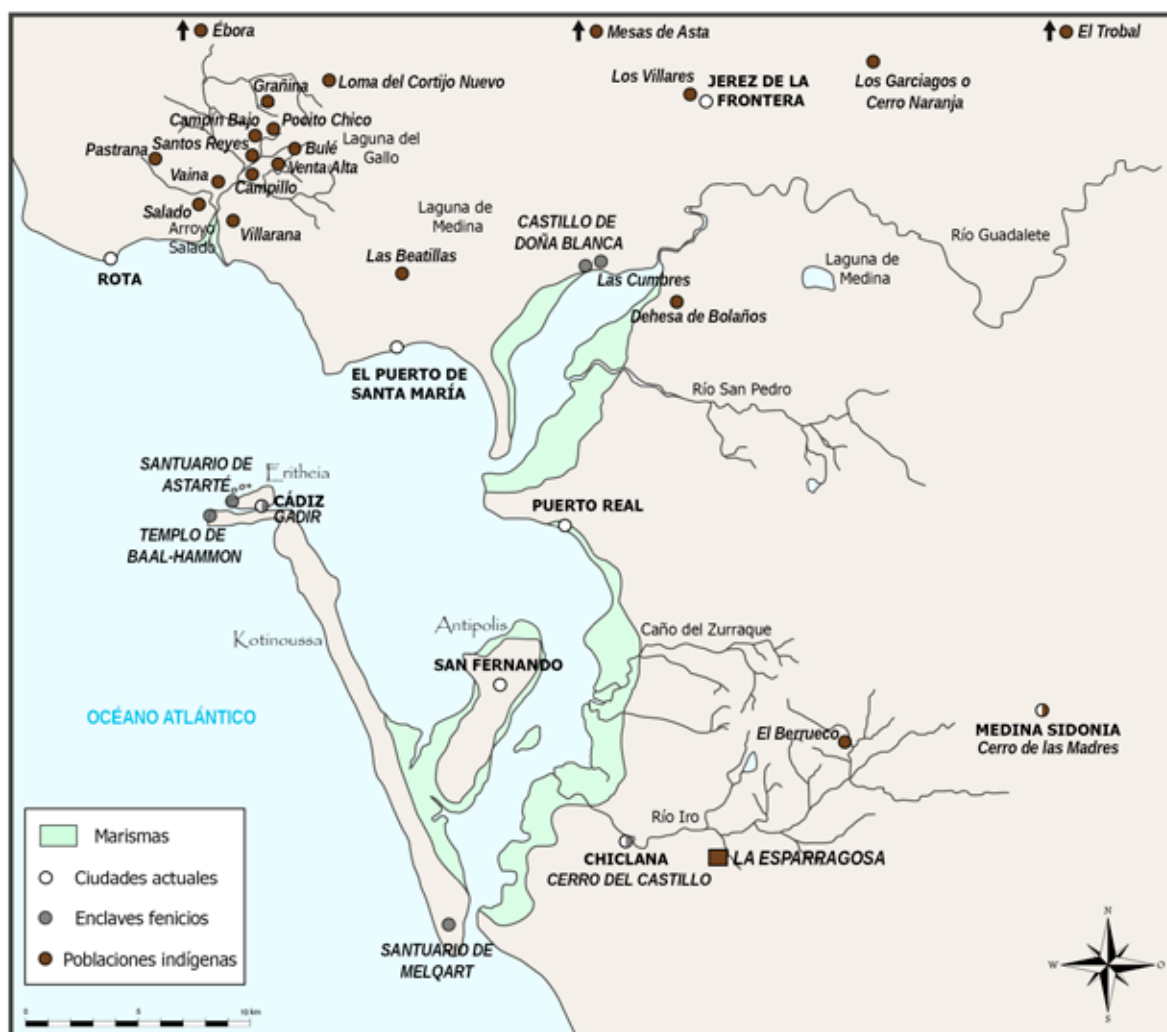 Ébora
Mesas de Asta
El Trobal
Loma del Cortijo Nuevo
Grañina
Los Villares
JEREZ DE LA
FRONTERA
Los Garciagos o
Cerro Naranja
Campín Bajo
Pocito Chico
Santos Reyes
Bulé
Laguna del
Gallo
Pastrana
Venta Alta
Vaina
Campillo
Salado
Arroyo
Salado
Villarana
Laguna de
Medina
CASTILLO DE
DOÑA BLANCA
Río Guadalete
Las Beatillas
Las Cumbres
Laguna de
Medina
ROTA
Dehesa de Bolaños
EL PUERTO DE
SANTA MARÍA
Río San Pedro
SANTUARIO DE
ASTARTÉ
Eritheia
CÁDIZ
GADIR
PUERTO REAL
TEMPLO DE
BAAL-HAMMON
Kotinoussa
Antipolis
Caño del Zurraque
SAN FERNANDO
OCÉANO ATLÁNTICO
El Berrueco
MEDINA SIDONIA
Cerro de las Madres
Río Iro
CHICLANA
CERRO DEL CASTILLO
LA ESPARRAGOSA
Marismas
Ciudades actuales
Enclaves fenicios
Poblaciones indígenas
SANTUARIO DE
MELQART
N
W
O
S
0 5 10 km